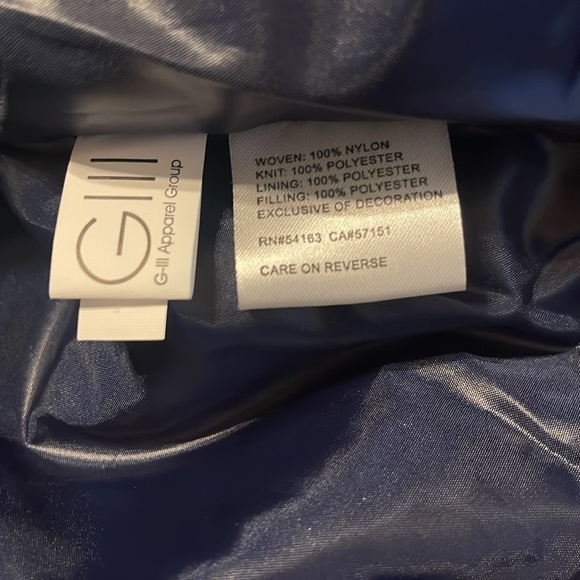 GIII
G-III Apparel Group
WOVEN: 100% NYLON
KNIT: 100% POLYESTER
LINING: 100% POLYESTER
FILLING: 100% POLYESTER
EXCLUSIVE OF DECORATION
RN#54163 CA#57151
CARE ON REVERSE